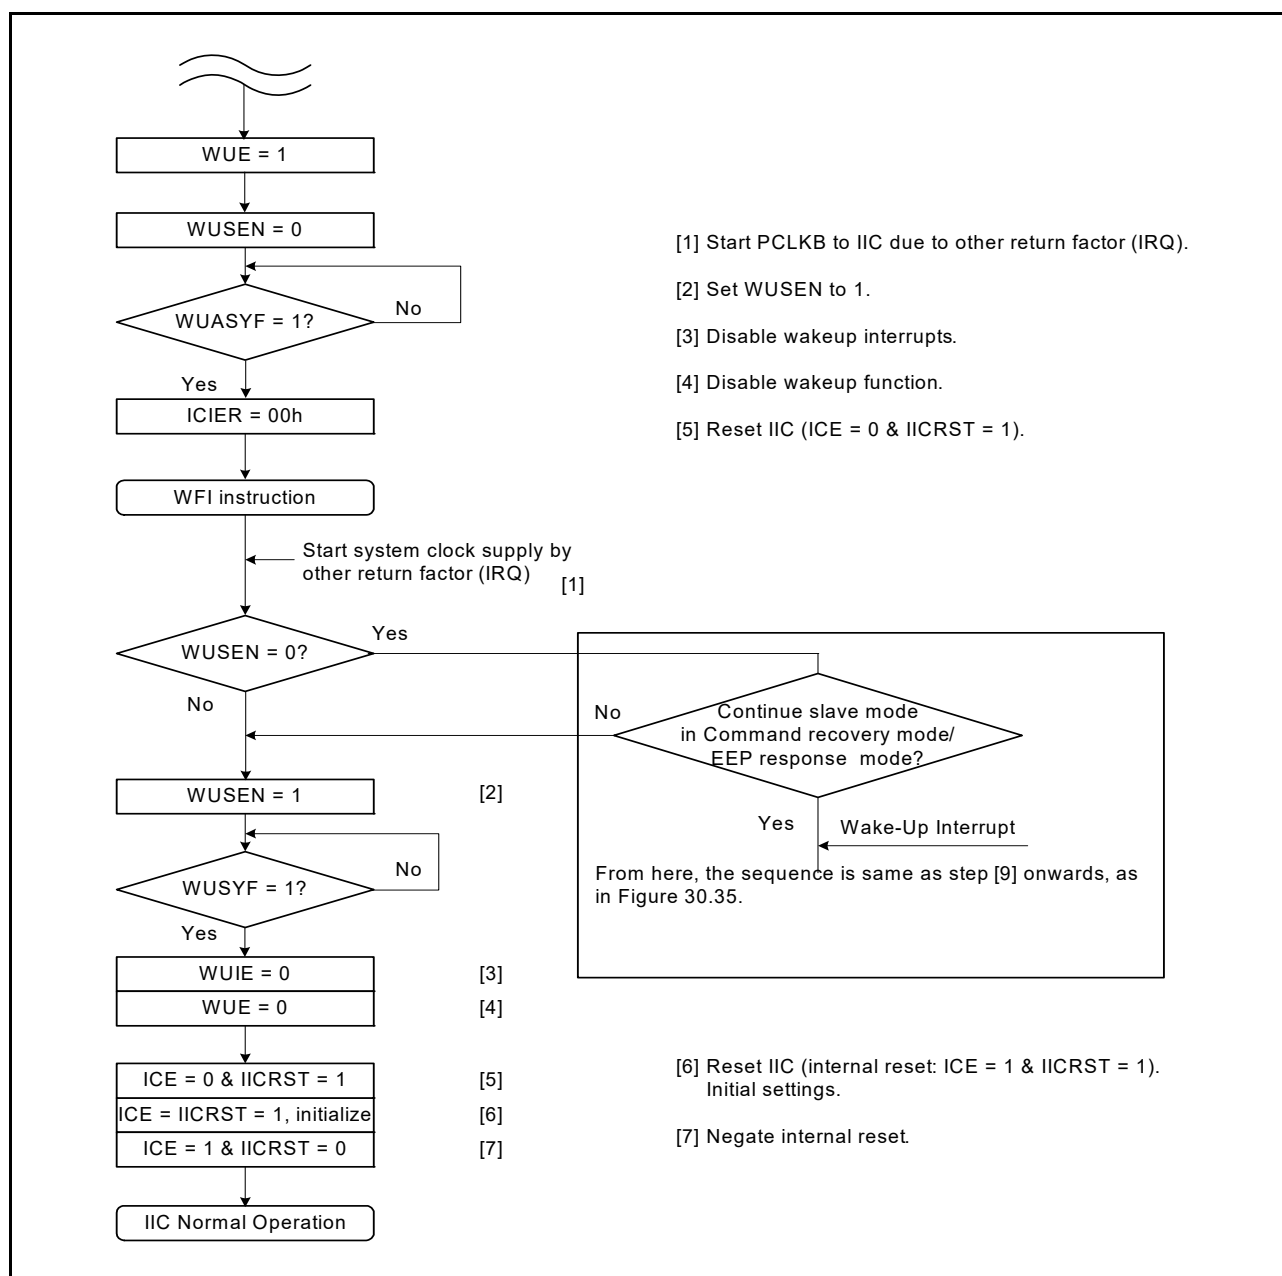 WUE = 1
WUSEN = 0
[1] Start PCLKB to IIC due to other return factor (IRQ).
[2] Set WUSEN to 1.
[3] Disable wakeup interrupts.
[4] Disable wakeup function.
[5] Reset IIC (ICE = 0 & IICRST = 1).
WUASYF = 1?
No
Yes
ICIER = 00h
WFI instruction
Start system clock supply by
other return factor (IRQ)
[1]
WUSEN = 0?
Yes
No
No
Continue slave mode
in Command recovery mode/
EEP response mode?
Yes
Wake-Up Interrupt
From here, the sequence is same as step [9] onwards, as
in Figure 30.35.
WUSEN = 1
[2]
WUSYF = 1?
No
Yes
WUIE = 0
[3]
WUE = 0
[4]
ICE = 0 & IICRST = 1
[5]
ICE = IICRST = 1, initialize
[6]
ICE = 1 & IICRST = 0
[7]
[6] Reset IIC (internal reset: ICE = 1 & IICRST = 1).
Initial settings.
[7] Negate internal reset.
IIC Normal Operation